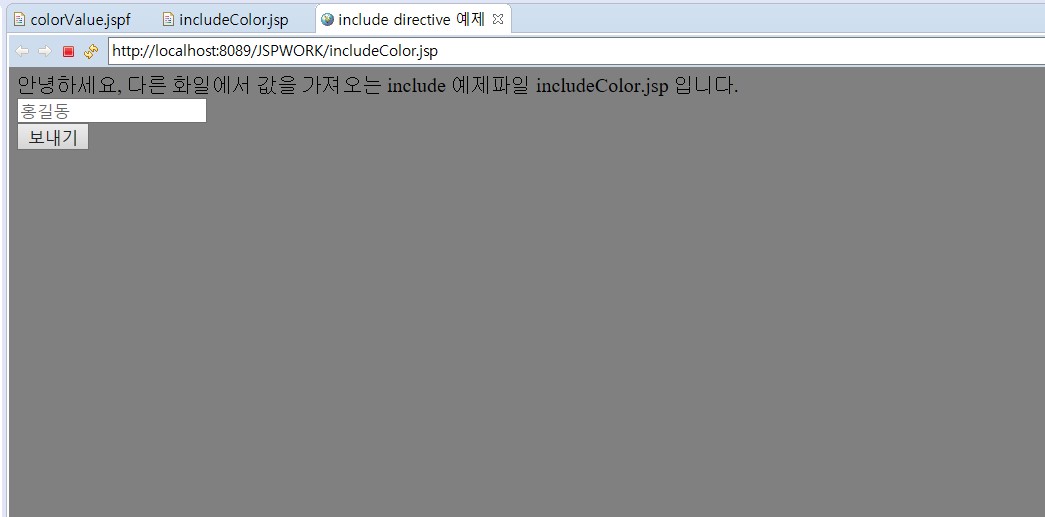 colorValue.jspf includeColor.jsp include directive 예제
http://localhost:8089/JSPWORK/includeColor.jsp
안녕하세요, 다른 화일에서 값을 가져오는 include 예제파일 includeColor.jsp 입니다.
홍길동
보내기